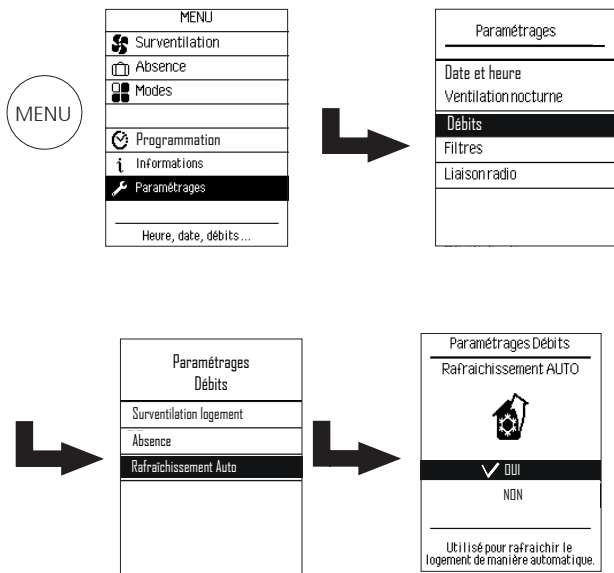 MENU
MENU
Surventilation
Absence
Modes
Programmation
Informations
Paramétrages
Heure, date, débits ...
Paramétrages
Date et heure
Ventilation nocturne
Débits
Filtres
Liaison radio
Paramétrages
Débits
Surventilation logement
Absence
Rafraîchissement Auto
Paramétrages Débits
Rafraichissement AUTO
OUI
NON
Utilisé pour rafraichir le
logement de manière automatique.